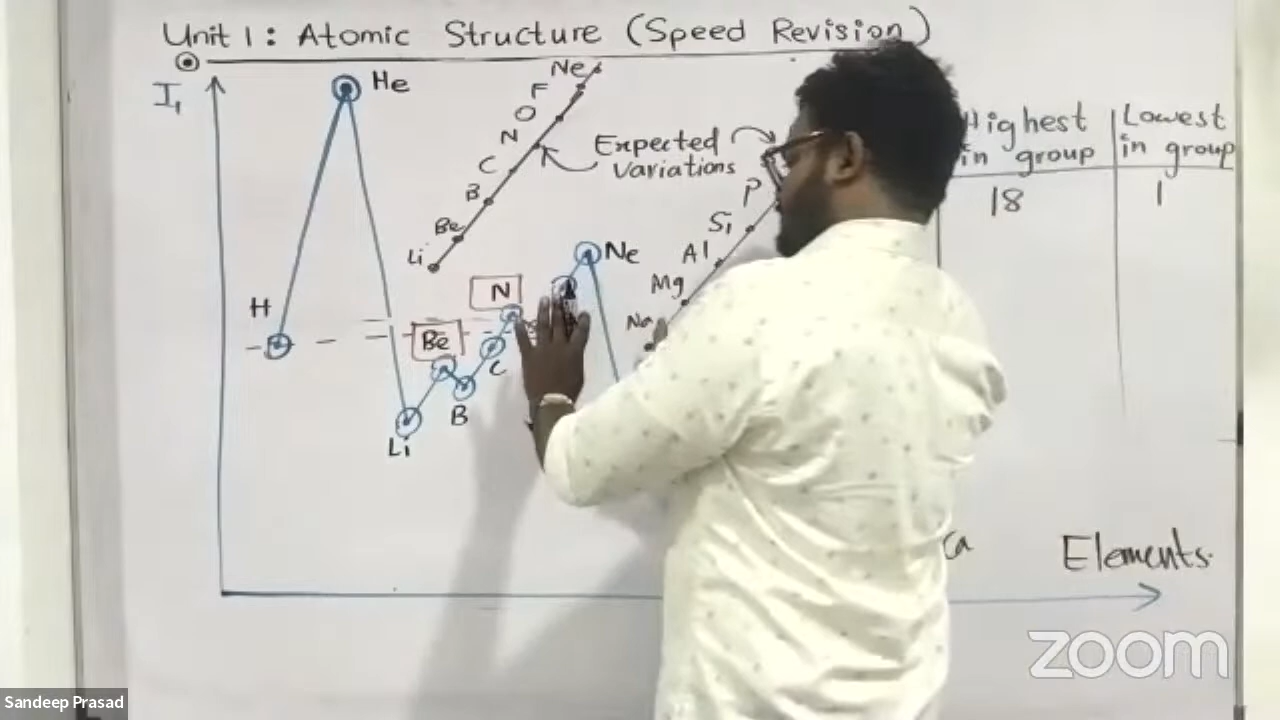 Unit 1 : Atomic Structure (Speed Revision)
I₁
He
Ne
F
O
N
C
B
Be
Li
Expected
Variations
P
Si
Al
Mg
Na
Highest
in group
Lowest
in group
18
1
H
Ne
N
Be
C
B
Li
Ca
Elements.
zoom
Sandeep Prasad